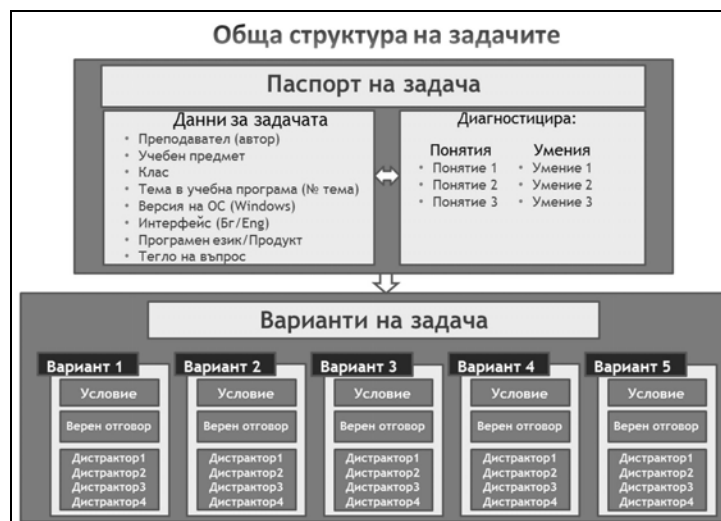 Обща структура на задачите
Паспорт на задача
Данни за задачата
• Преподавател (автор)
• Учебен предмет
• Клас
• Тема в учебна програма (№ тема)
• Версия на ОС (Windows)
• Интерфейс (Бг/Eng)
• Програмен език/Продукт
• Тегло на въпрос
Диагностицира:
Понятия
• Понятие 1
• Понятие 2
• Понятие 3
Умения
• Умение 1
• Умение 2
• Умение 3
Варианти на задача
Вариант 1
Условие
Верен отговор
Дистрактор1
Дистрактор2
Дистрактор3
Дистрактор4
Вариант 2
Условие
Верен отговор
Дистрактор1
Дистрактор2
Дистрактор3
Дистрактор4
Вариант 3
Условие
Верен отговор
Дистрактор1
Дистрактор2
Дистрактор3
Дистрактор4
Вариант 4
Условие
Верен отговор
Дистрактор1
Дистрактор2
Дистрактор3
Дистрактор4
Вариант 5
Условие
Верен отговор
Дистрактор1
Дистрактор2
Дистрактор3
Дистрактор4